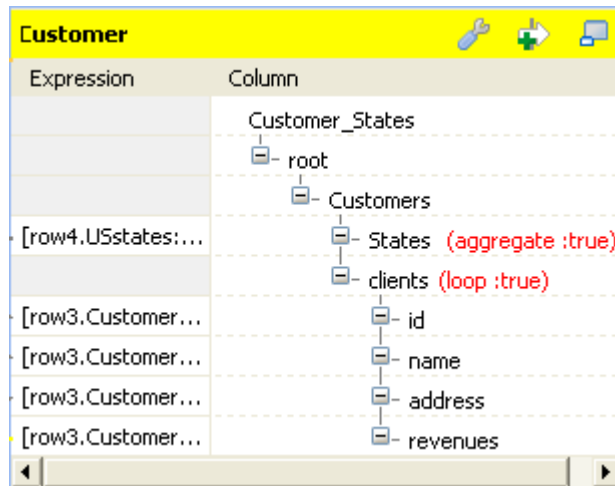 Customer
Expression Column
Customer_States
root
Customers
[row4.USstates:... States (aggregate :true)
clients (loop :true)
[row3.Customer... id
[row3.Customer... name
[row3.Customer... address
[row3.Customer... revenues